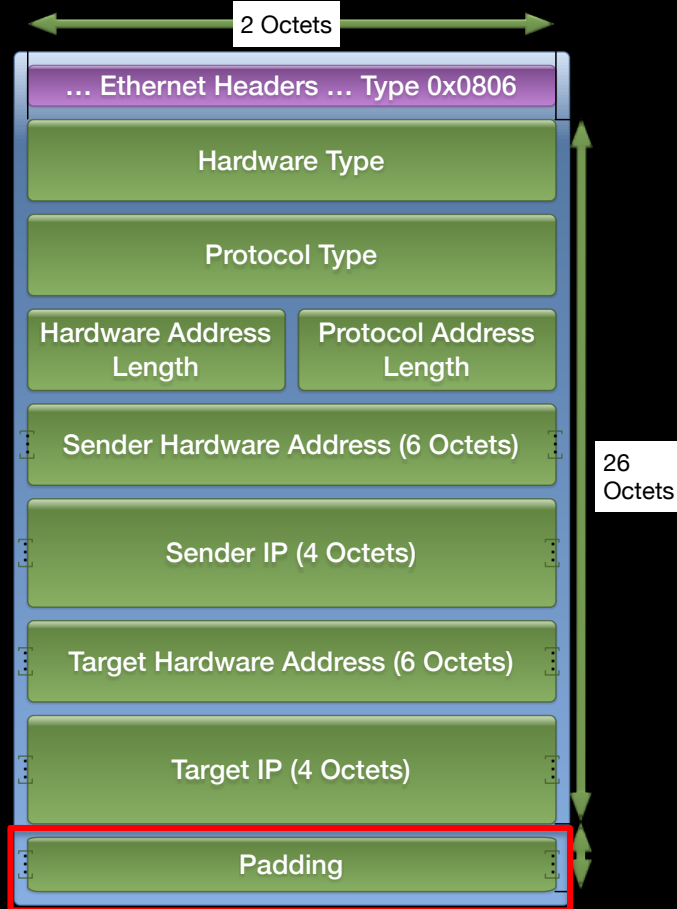 2 Octets
… Ethernet Headers … Type 0x0806
Hardware Type
Protocol Type
Hardware Address
Length
Protocol Address
Length
Sender Hardware Address (6 Octets)
26
Octets
Sender IP (4 Octets)
Target Hardware Address (6 Octets)
Target IP (4 Octets)
Padding